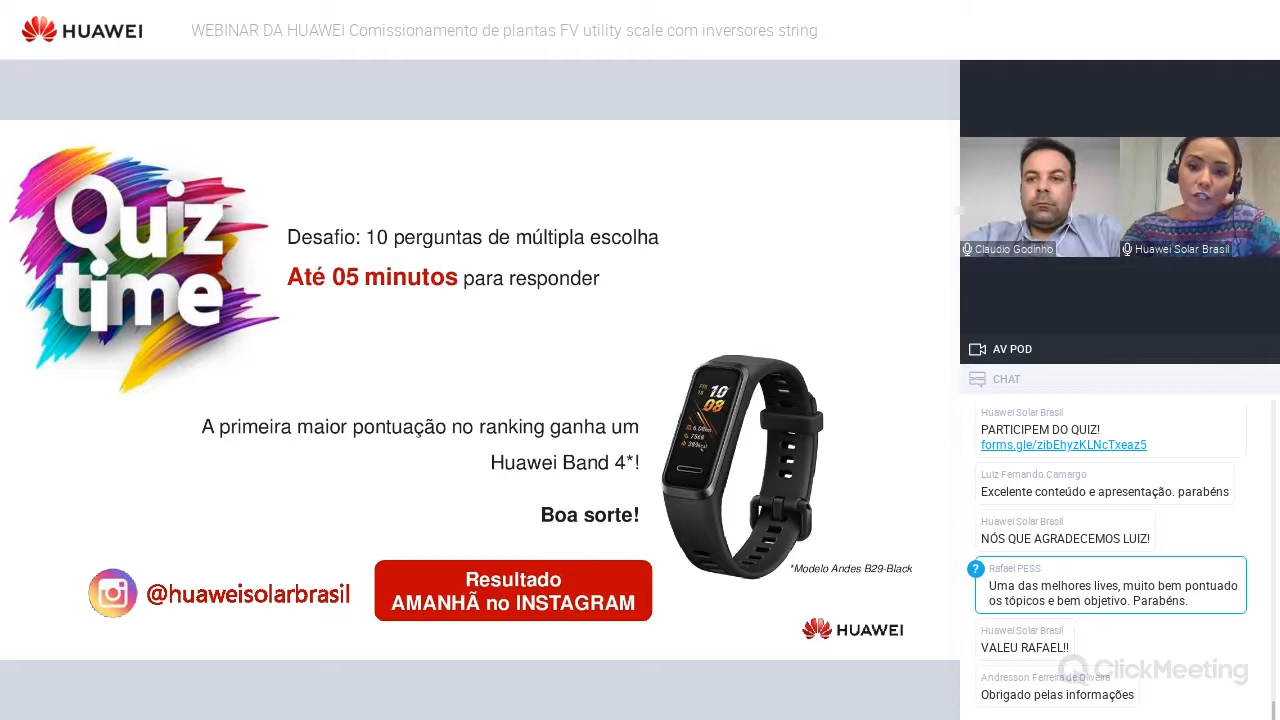 HUAWEI
WEBINAR DA HUAWEI Comissionamento de plantas FV utility scale com inversores string
Quiz
time
Desafio: 10 perguntas de múltipla escolha
Até 05 minutos para responder
A primeira maior pontuação no ranking ganha um
Huawei Band 4*!
Boa sorte!
10
08
*Modelo Andes B29-Black
@huaweisolarbrasil
Resultado
AMANHÃ no INSTAGRAM
HUAWEI
Claudio Godinho
Huawei Solar Brasil
AV POD
CHAT
Huawei Solar Brasil
PARTICIPEM DO QUIZ!
forms.gle/zibEhyzKLNcTxeaz5
Luiz Fernando Camargo
Excelente conteúdo e apresentação. parabéns
Huawei Solar Brasil
NÓS QUE AGRADECEMOS LUIZ!
?
Rafael PESS
Uma das melhores lives, muito bem pontuado
os tópicos e bem objetivo. Parabéns.
Huawei Solar Brasil
VALEU RAFAEL!!
ClickMeeting
Andresson Ferreira de Oliveira
Obrigado pelas informações